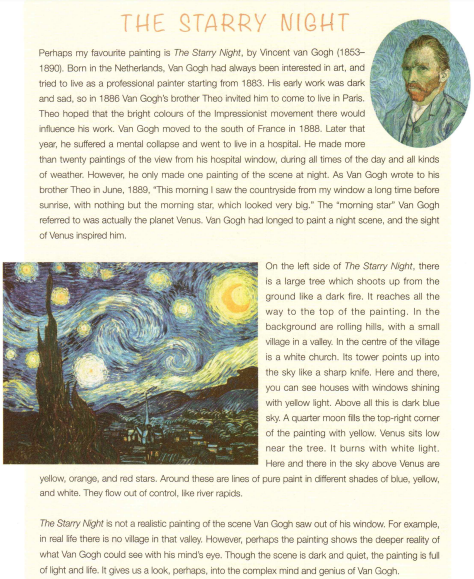 THE STARRY NIGHT
Perhaps my favourite painting is The Starry Night, by Vincent van Gogh (1853–
1890). Born in the Netherlands, Van Gogh had always been interested in art, and
tried to live as a professional painter starting from 1883. His early work was dark
and sad, so in 1886 Van Gogh's brother Theo invited him to come to live in Paris.
Theo hoped that the bright colours of the Impressionist movement there would
influence his work. Van Gogh moved to the south of France in 1888. Later that
year, he suffered a mental collapse and went to live in a hospital. He made more
than twenty paintings of the view from his hospital window, during all times of the day and all kinds
of weather. However, he only made one painting of the scene at night. As Van Gogh wrote to his
brother Theo in June, 1889, "This morning I saw the countryside from my window a long time before
sunrise, with nothing but the morning star, which looked very big." The "morning star" Van Gogh
referred to was actually the planet Venus. Van Gogh had longed to paint a night scene, and the sight
of Venus inspired him.
On the left side of The Starry Night, there
is a large tree which shoots up from the
ground like a dark fire. It reaches all the
way to the top of the painting. In the
background are rolling hills, with a small
village in a valley. In the centre of the village
is a white church. Its tower points up into
the sky like a sharp knife. Here and there,
you can see houses with windows shining
with yellow light. Above all this is dark blue
sky. A quarter moon fills the top-right corner
of the painting with yellow. Venus sits low
near the tree. It burns with white light.
Here and there in the sky above Venus are
yellow, orange, and red stars. Around these are lines of pure paint in different shades of blue, yellow,
and white. They flow out of control, like river rapids.
The Starry Night is not a realistic painting of the scene Van Gogh saw out of his window. For example,
in real life there is no village in that valley. However, perhaps the painting shows the deeper reality of
what Van Gogh could see with his mind's eye. Though the scene is dark and quiet, the painting is full
of light and life. It gives us a look, perhaps, into the complex mind and genius of Van Gogh.